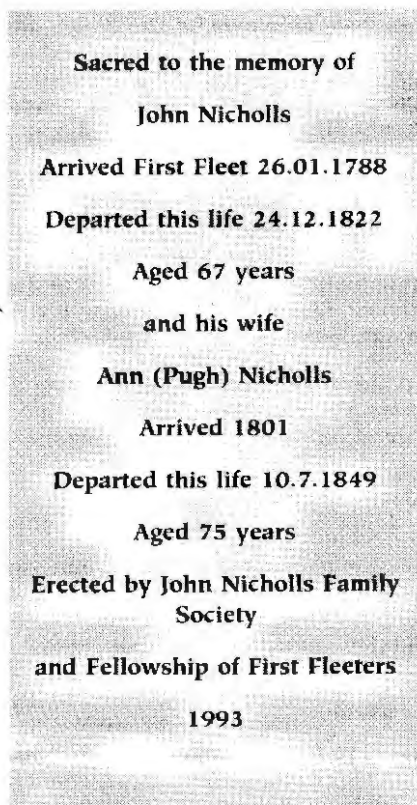 Sacred to the memory of
John Nicholls
Arrived First Fleet 26.01.1788
Departed this life 24.12.1822
Aged 67 years
and his wife
Ann (Pugh) Nicholls
Arrived 1801
Departed this life 10.7.1849
Aged 75 years
Erected by John Nicholls Family
Society
and Fellowship of First Fleeters
1993